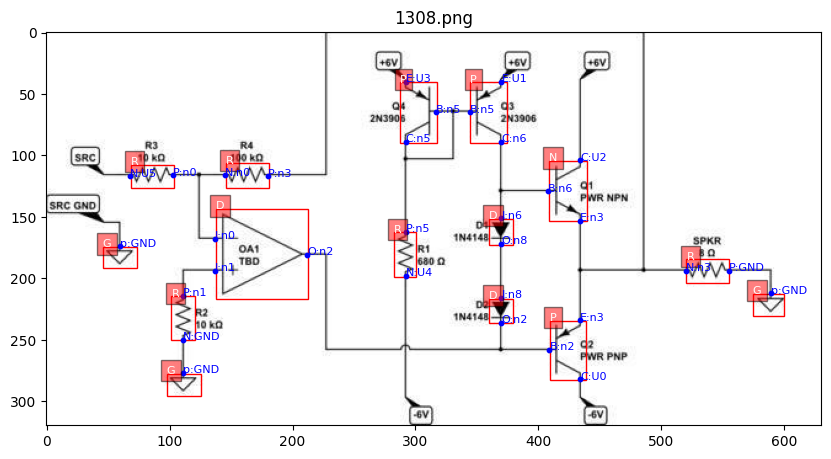 1308.png
+6V
+6V
+6V
P E:U3
P E:U1
Q4
2N3906
B:n5
B:n5
Q3
2N3906
C:n5
C:n6
SRC
R3
10 kΩ
R
N:U5
P:n0
R4
100 kΩ
R
N:n0
P:n3
N
C:U2
B:n6
Q1
PWR NPN
E:n3
SRC GND
G
p:GND
D
i:n0
i:n1
OA1
TBD
O:n2
R
P:n5
R1
680 Ω
N:U4
D
i:n6
D1
1N4148
O:n8
SPKR
8 Ω
R
N:n3
P:GND
R
P:n1
R2
10 kΩ
N:GND
D
i:n8
D2
1N4148
O:n2
G
p:GND
P
E:n3
B:n2
Q2
PWR PNP
C:U0
G
p:GND
-6V
-6V
0
50
100
150
200
250
300
0 100 200 300 400 500 600